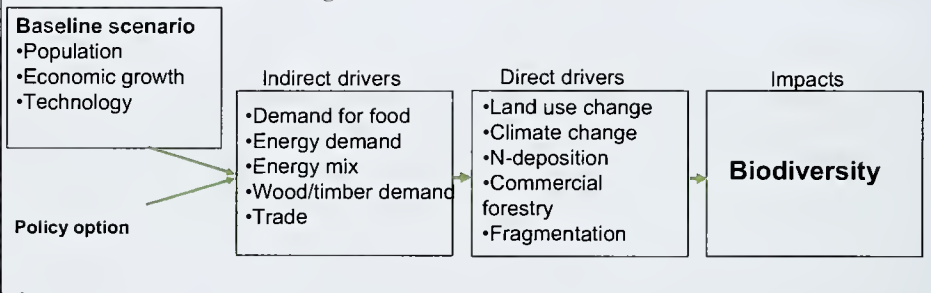 Baseline scenario
•Population
•Economic growth
•Technology
Policy option
Indirect drivers
•Demand for food
•Energy demand
•Energy mix
•Wood/timber demand
•Trade
Direct drivers
•Land use change
•Climate change
•N-deposition
•Commercial
forestry
•Fragmentation
Impacts
Biodiversity